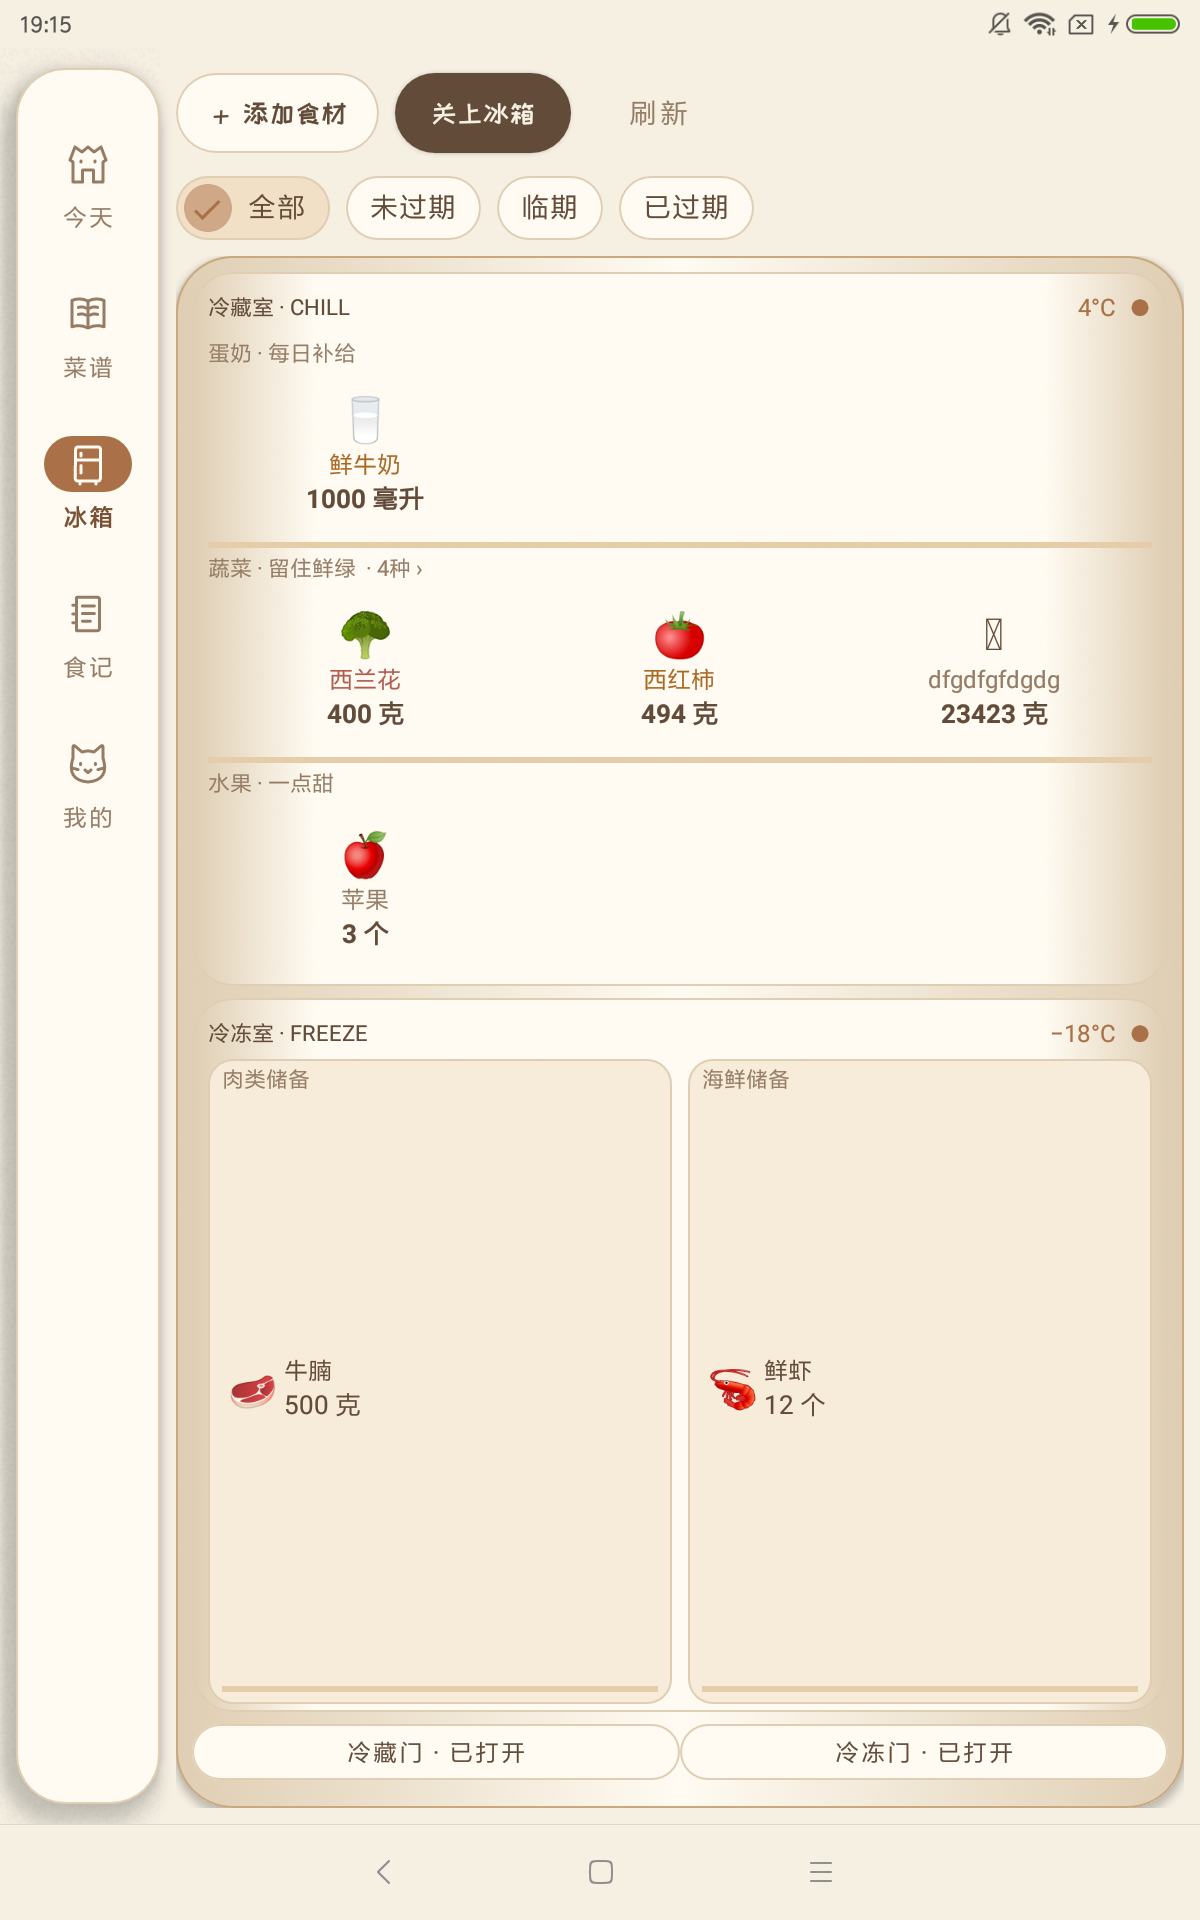 19:15
今天
菜谱
冰箱
食记
我的
+ 添加食材
关上冰箱
刷新
全部
未过期
临期
已过期
冷藏室 · CHILL
4°C
蛋奶 · 每日补给
鲜牛奶
1000 毫升
蔬菜 · 留住鲜绿 · 4种 ›
西兰花
400 克
西红柿
494 克
dfgdfgfdgdg
23423 克
水果 · 一点甜
苹果
3 个
冷冻室 · FREEZE
−18°C
肉类储备
牛腩
500 克
海鲜储备
鲜虾
12 个
冷藏门 · 已打开
冷冻门 · 已打开